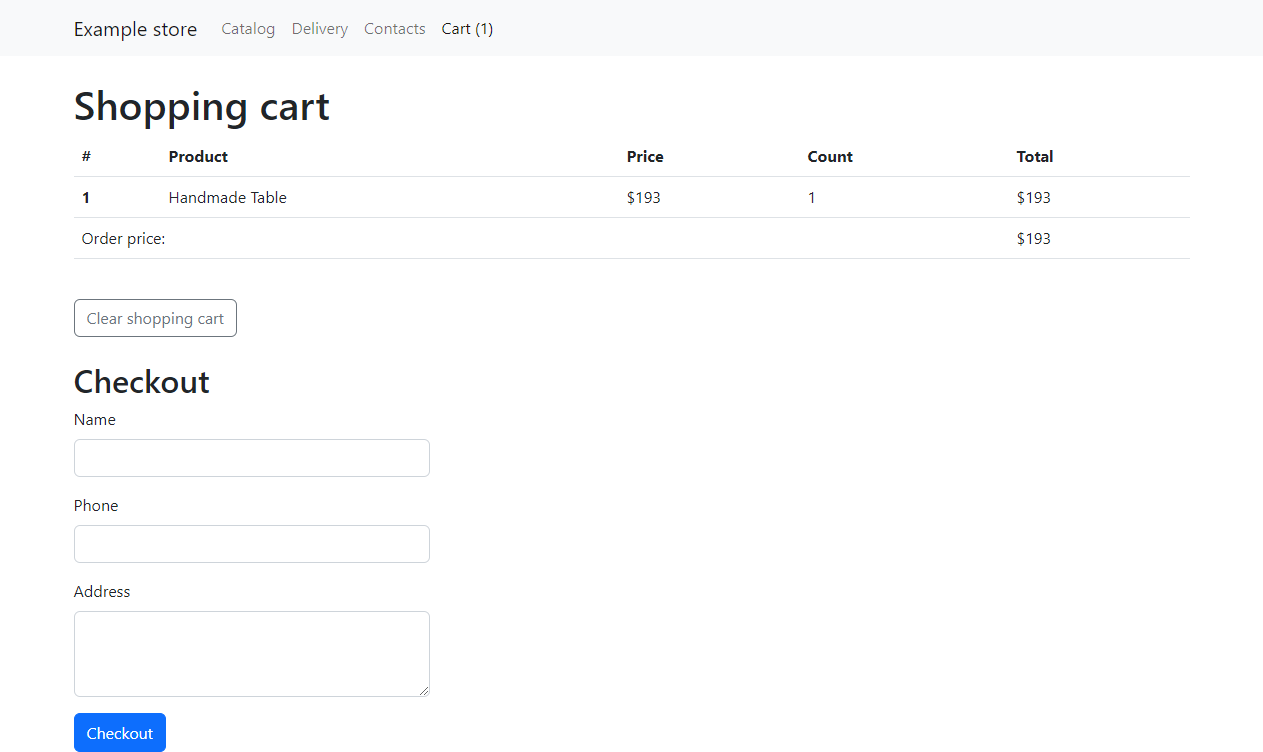 Example store Catalog Delivery Contacts Cart (1)
Shopping cart
# Product Price Count Total
1 Handmade Table $193 1 $193
Order price: $193
Clear shopping cart
Checkout
Name
Phone
Address
Checkout